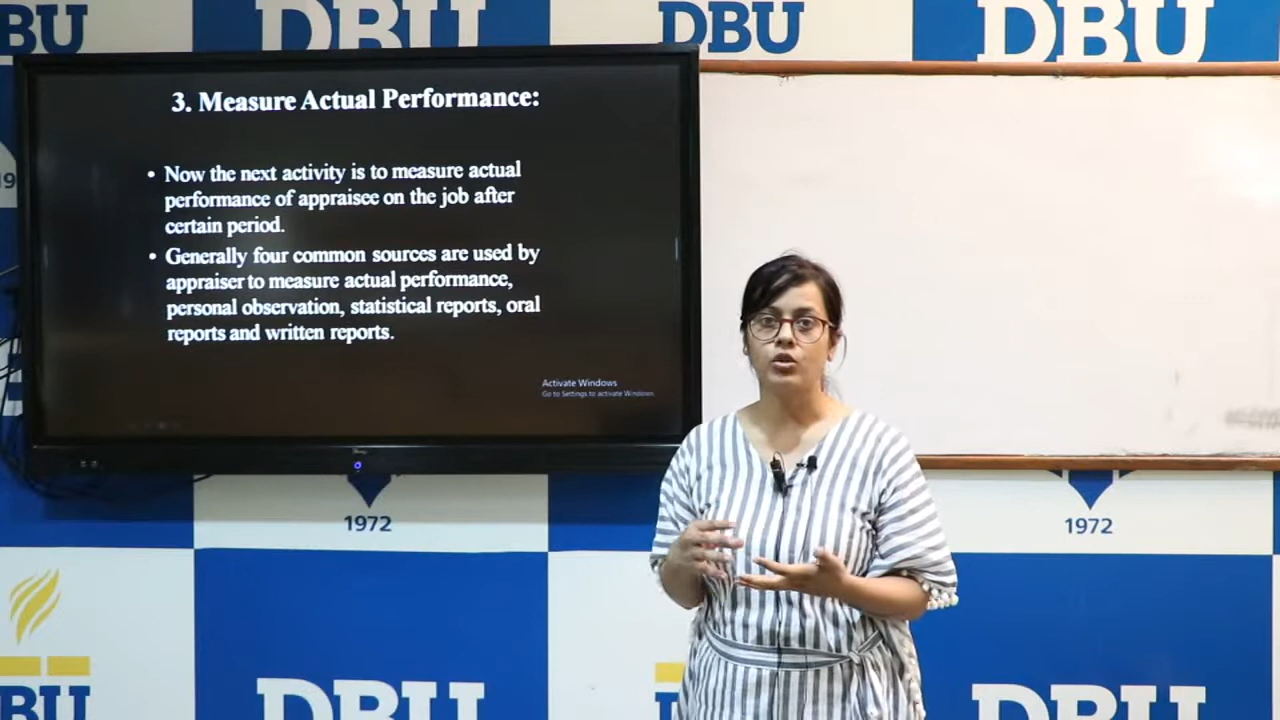 DBU
DBU
DBU
DBU
3. Measure Actual Performance:
• Now the next activity is to measure actual
performance of appraisee on the job after
certain period.
• Generally four common sources are used by
appraiser to measure actual performance,
personal observation, statistical reports, oral
reports and written reports.
Activate Windows
Go to Settings to activate Windows.
19
1972
1972
DBU
DBU
DBU